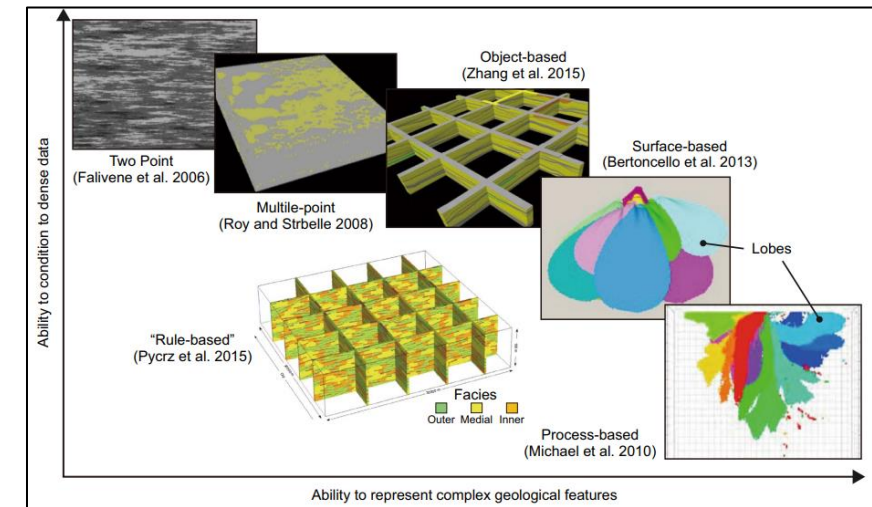 Ability to condition to dense data
Two Point
(Falivene et al. 2006)
Multile-point
(Roy and Strbelle 2008)
Object-based
(Zhang et al. 2015)
Surface-based
(Bertoncello et al. 2013)
Lobes
"Rule-based"
(Pycrz et al. 2015)
Facies
Outer Medial Inner
Process-based
(Michael et al. 2010)
Ability to represent complex geological features